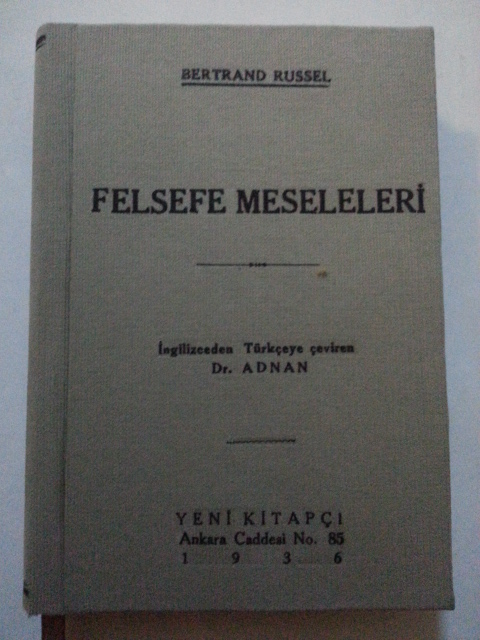 BERTRAND RUSSEL
FELSEFE MESELELERİ
İngilizceden Türkçeye çeviren
Dr. ADNAN
YENİ KİTAPÇI
Ankara Caddesi No. 85
1 9 3 6